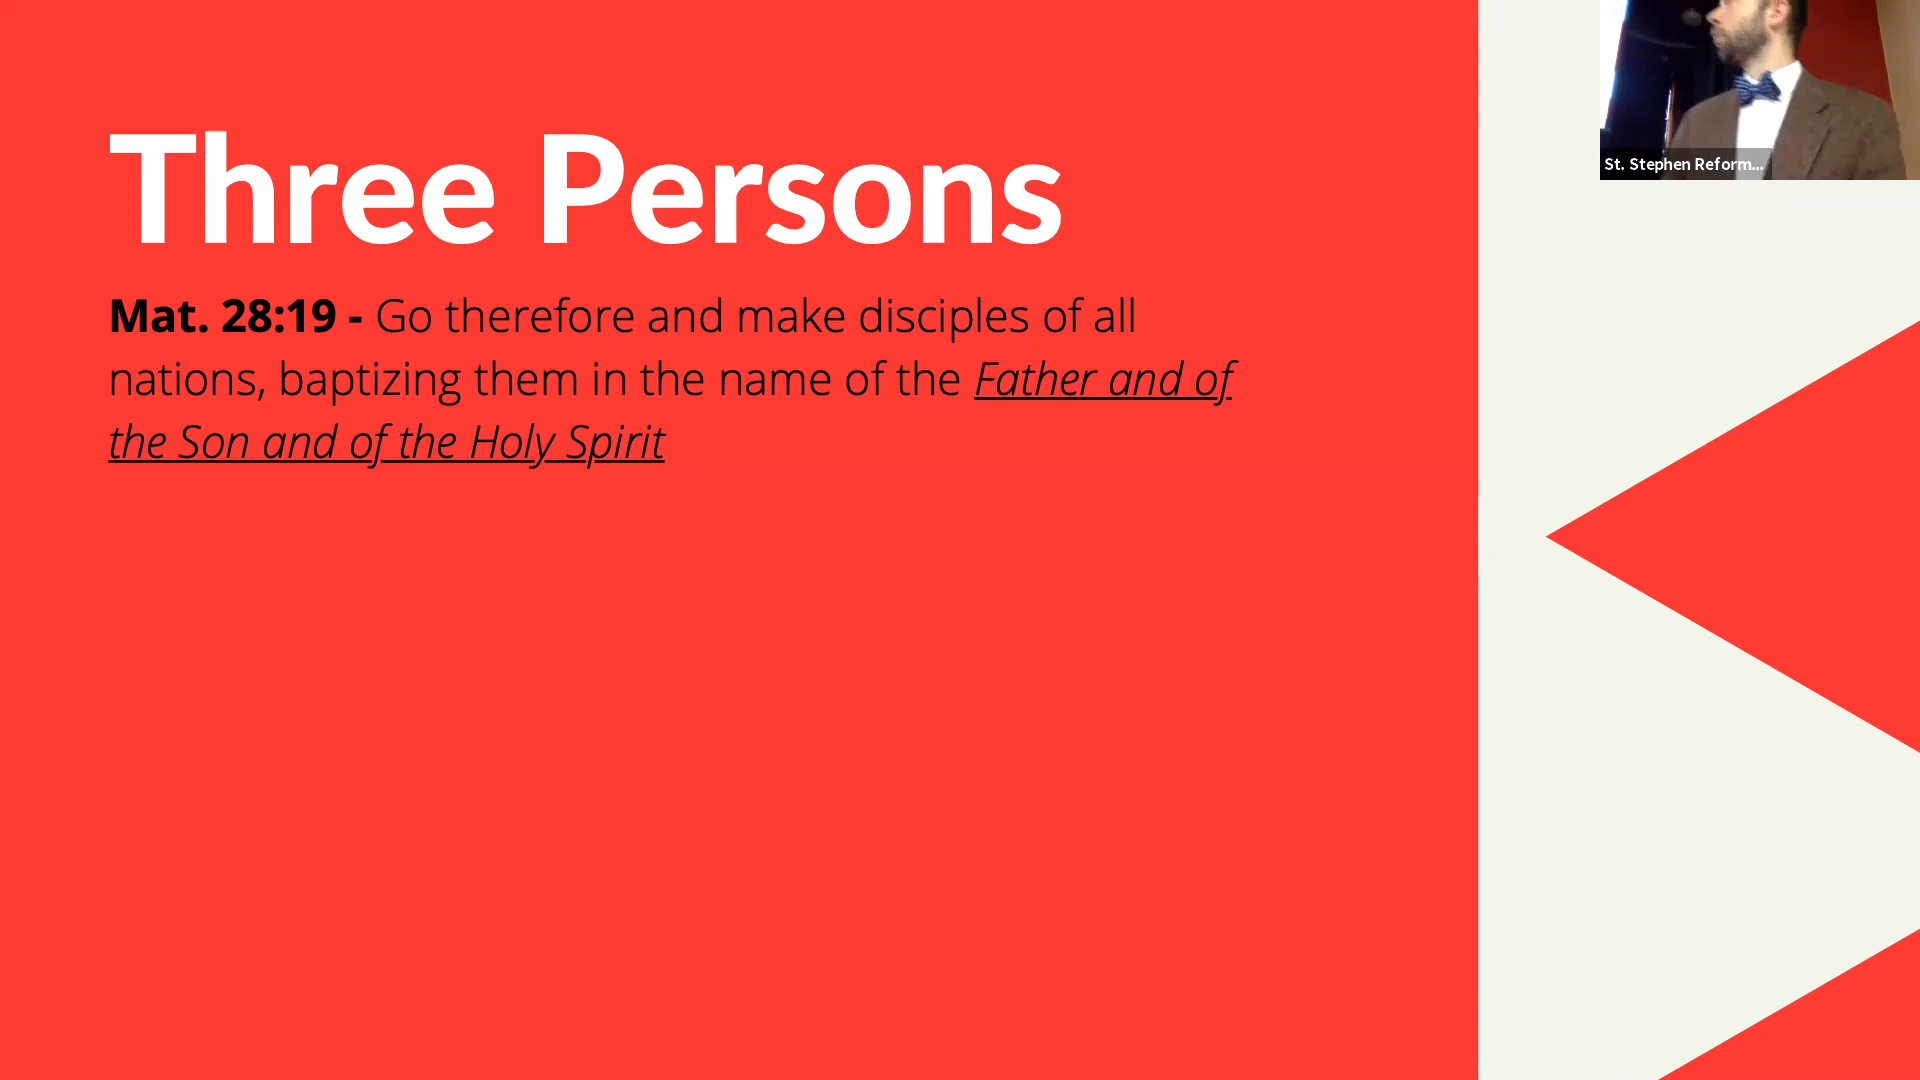 Three Persons
Mat. 28:19 - Go therefore and make disciples of all
nations, baptizing them in the name of the Father and of
the Son and of the Holy Spirit
St. Stephen Reform...